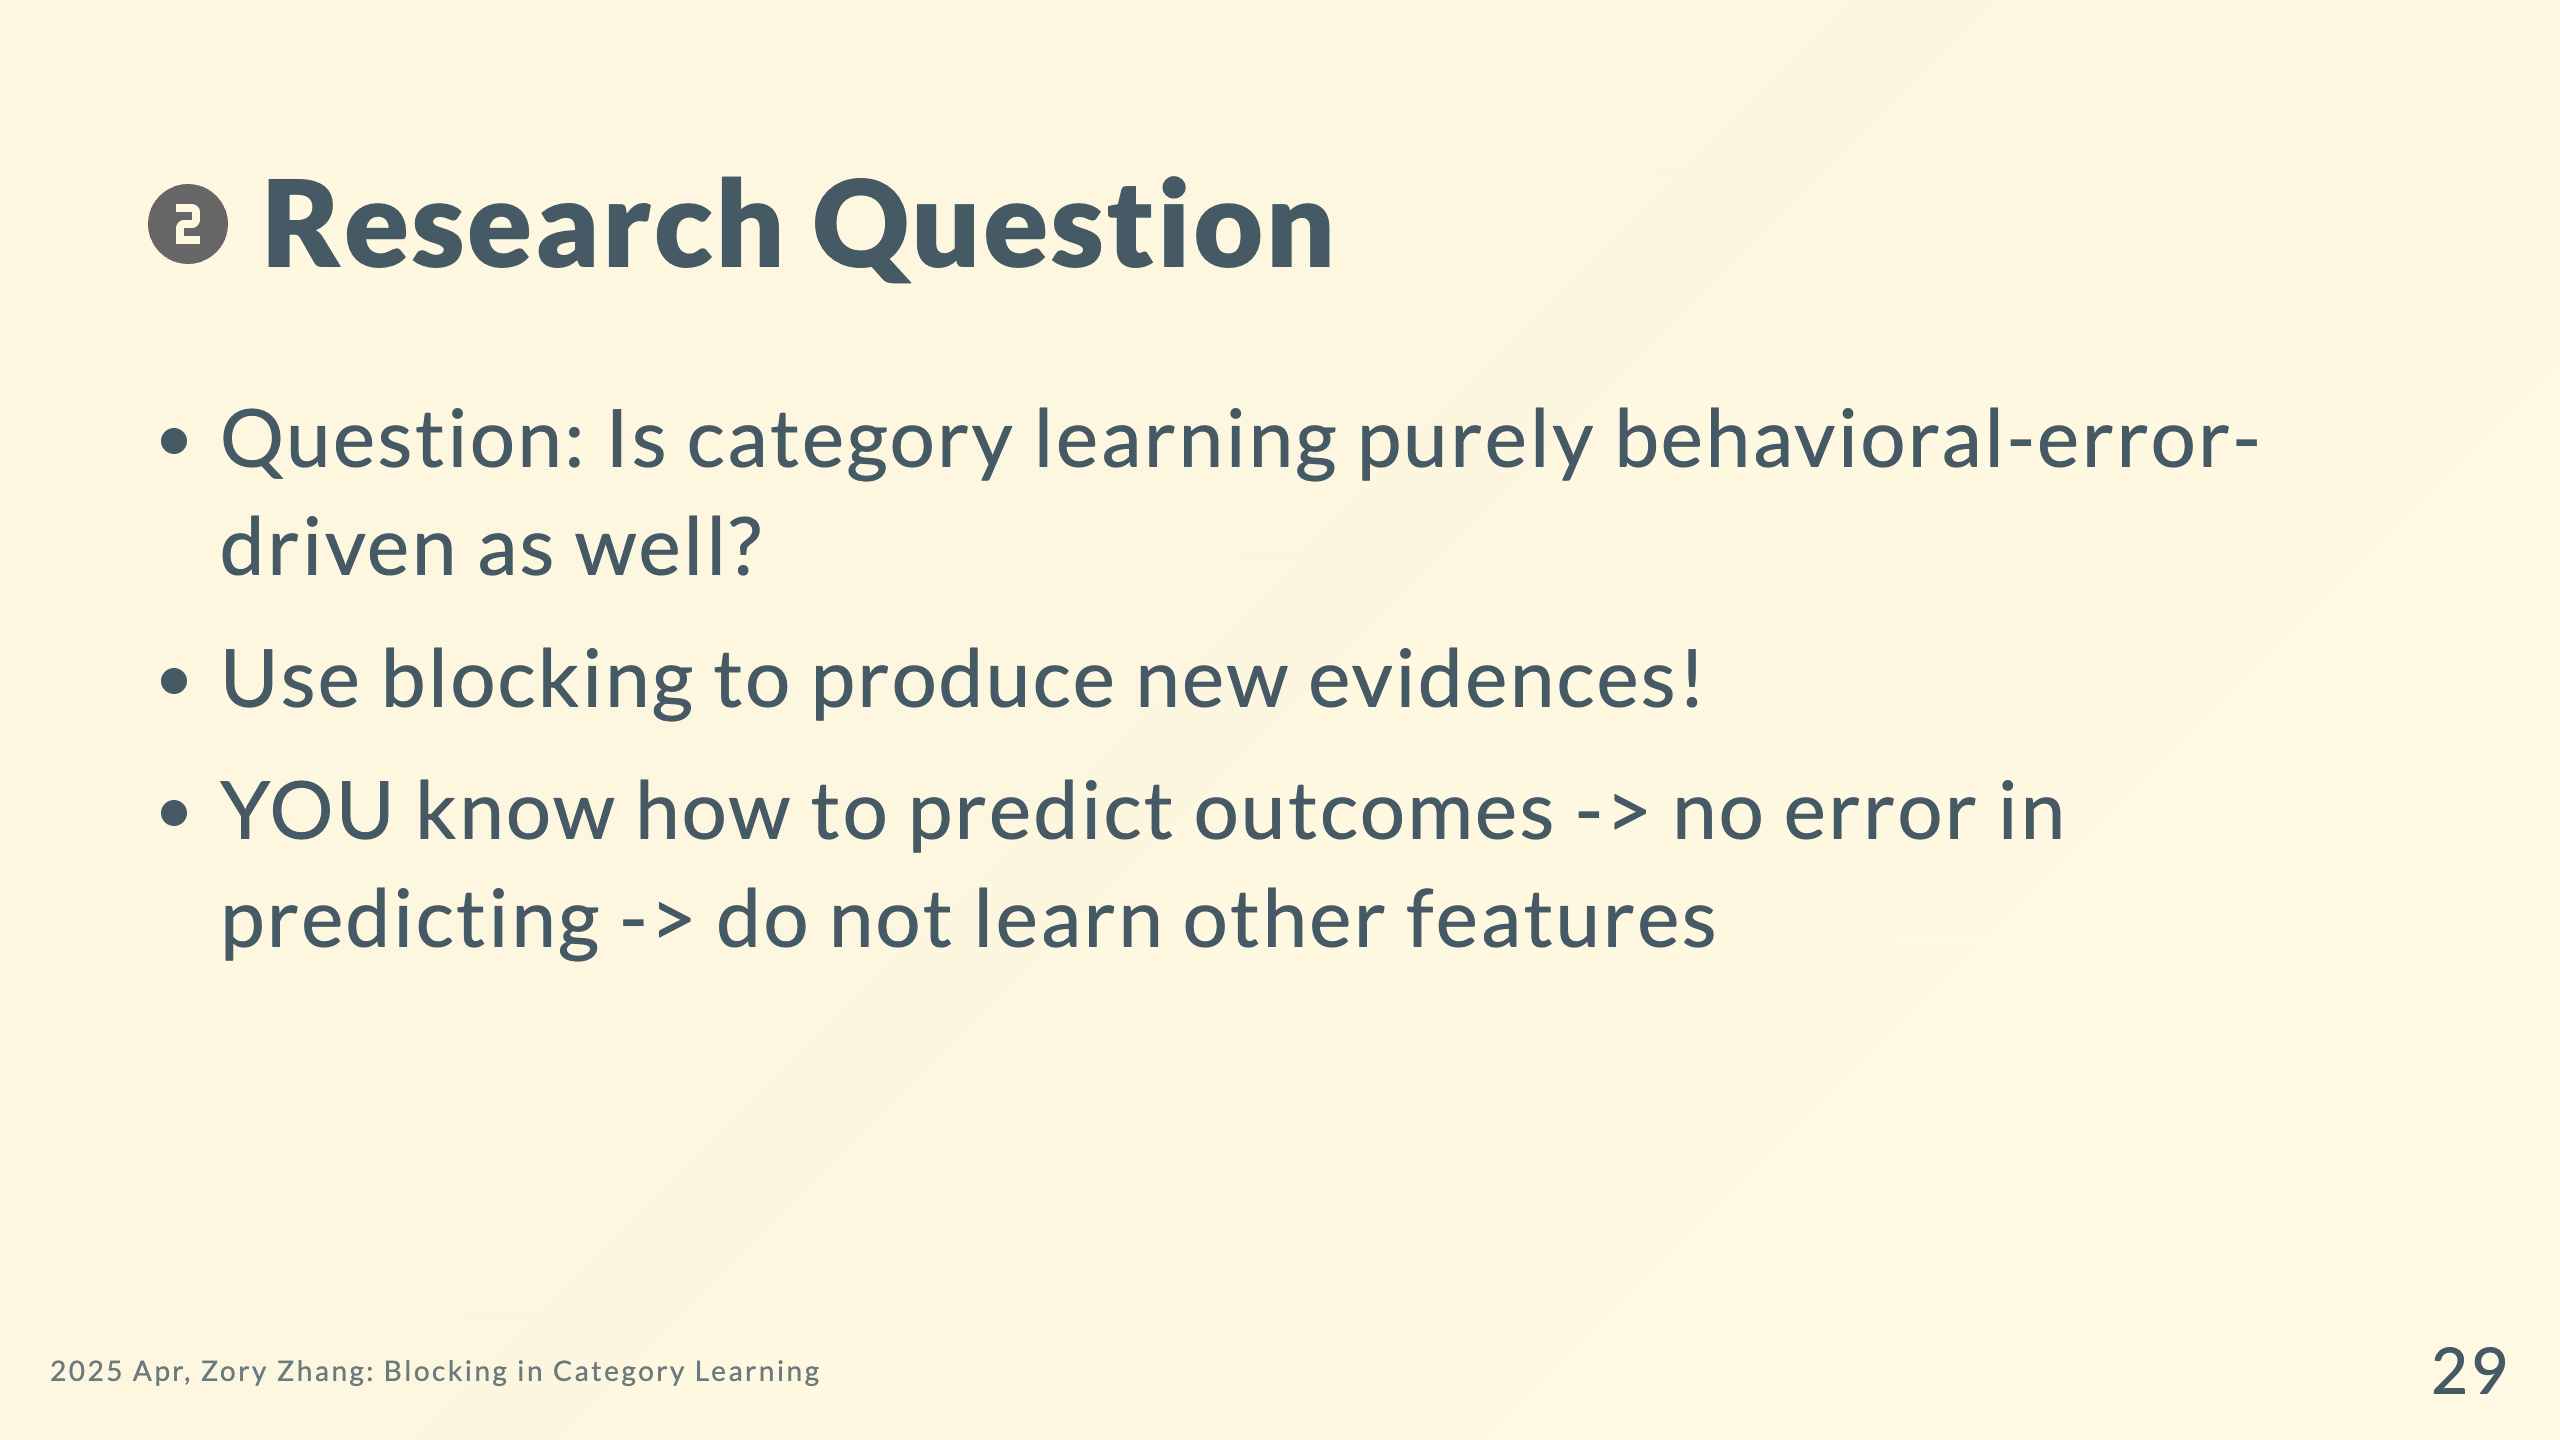 2 Research Question
• Question: Is category learning purely behavioral-error-
driven as well?
• Use blocking to produce new evidences!
• YOU know how to predict outcomes -> no error in
predicting -> do not learn other features
2025 Apr, Zory Zhang: Blocking in Category Learning
29